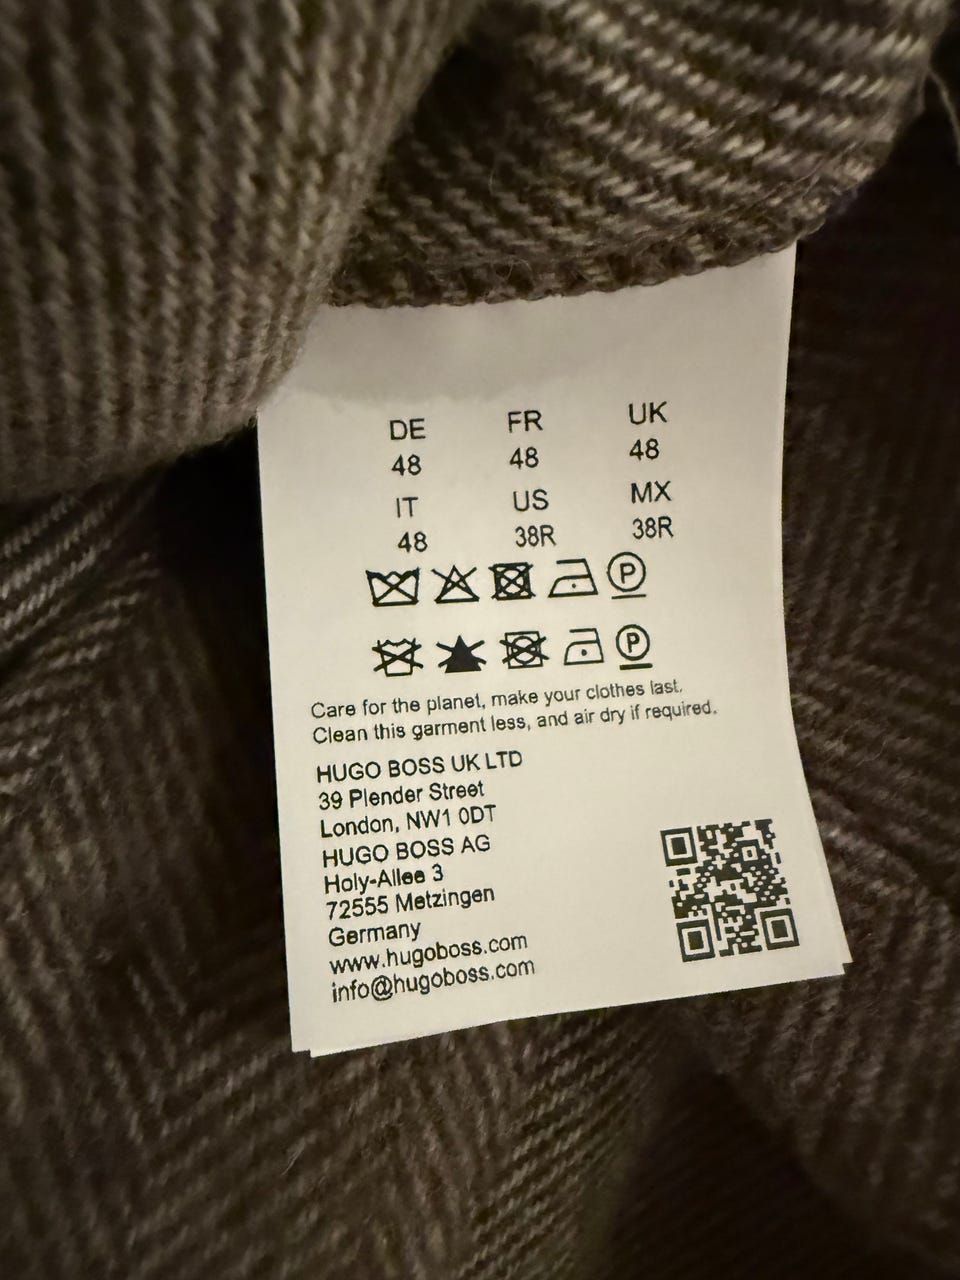 DE FR UK
48 48 48
IT US MX
48 38R 38R
P
P
Care for the planet, make your clothes last.
Clean this garment less, and air dry if required.
HUGO BOSS UK LTD
39 Plender Street
London, NW1 0DT
HUGO BOSS AG
Holy-Allee 3
72555 Metzingen
Germany
www.hugoboss.com
info@hugoboss.com